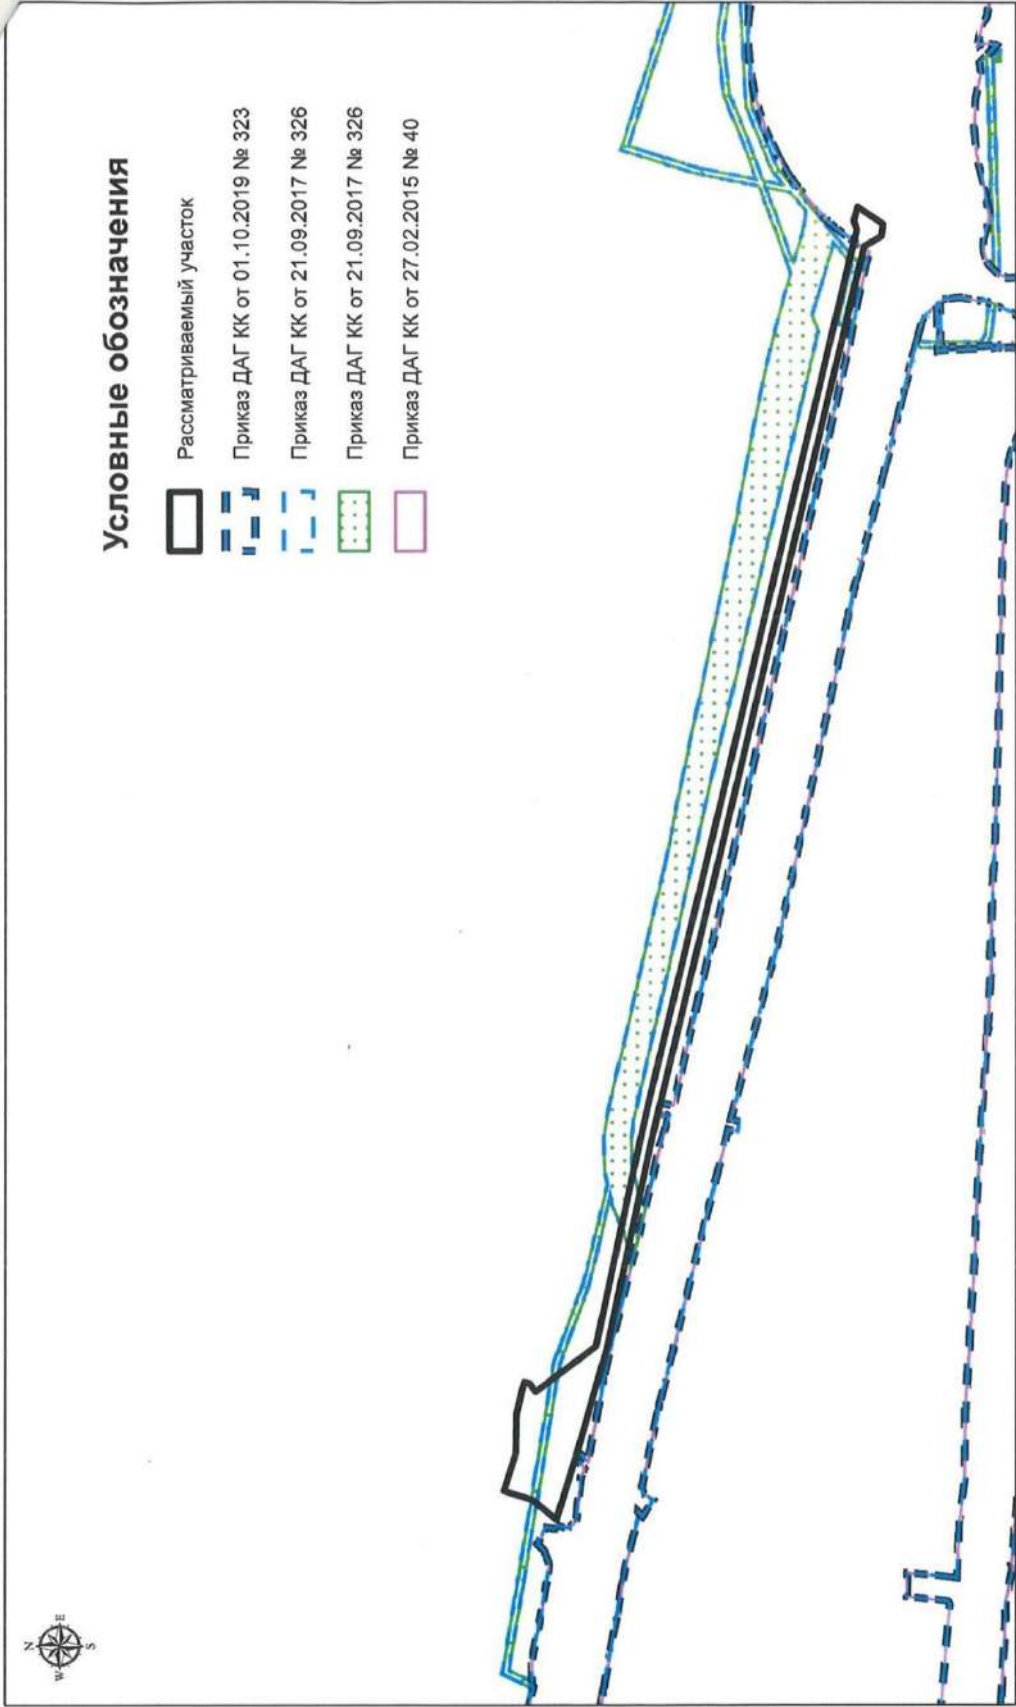 Условные обозначения
Рассматриваемый участок
Приказ ДАГ КК от 01.10.2019 № 323
Приказ ДАГ КК от 21.09.2017 № 326
Приказ ДАГ КК от 21.09.2017 № 326
Приказ ДАГ КК от 27.02.2015 № 40
N
W E
S